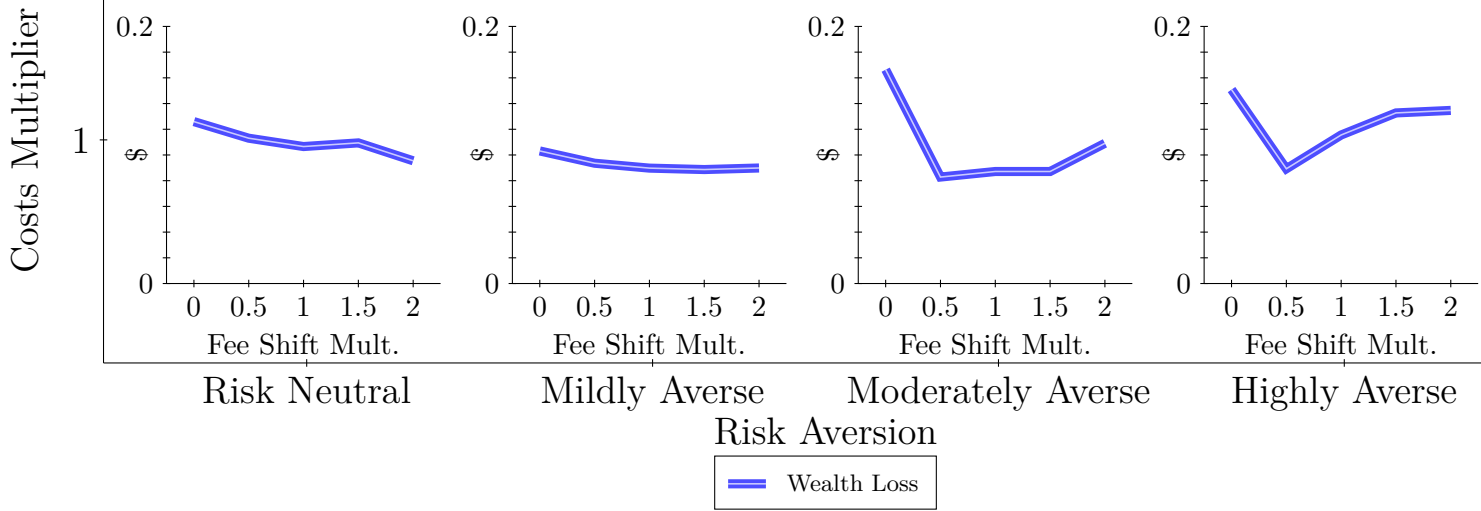 Costs Multiplier
1
0.2
$
0
0 0.5 1 1.5 2
Fee Shift Mult.
0.2
$
0
0 0.5 1 1.5 2
Fee Shift Mult.
0.2
$
0
0 0.5 1 1.5 2
Fee Shift Mult.
0.2
$
0
0 0.5 1 1.5 2
Fee Shift Mult.
Risk Neutral Mildly Averse Moderately Averse Highly Averse
Risk Aversion
Wealth Loss